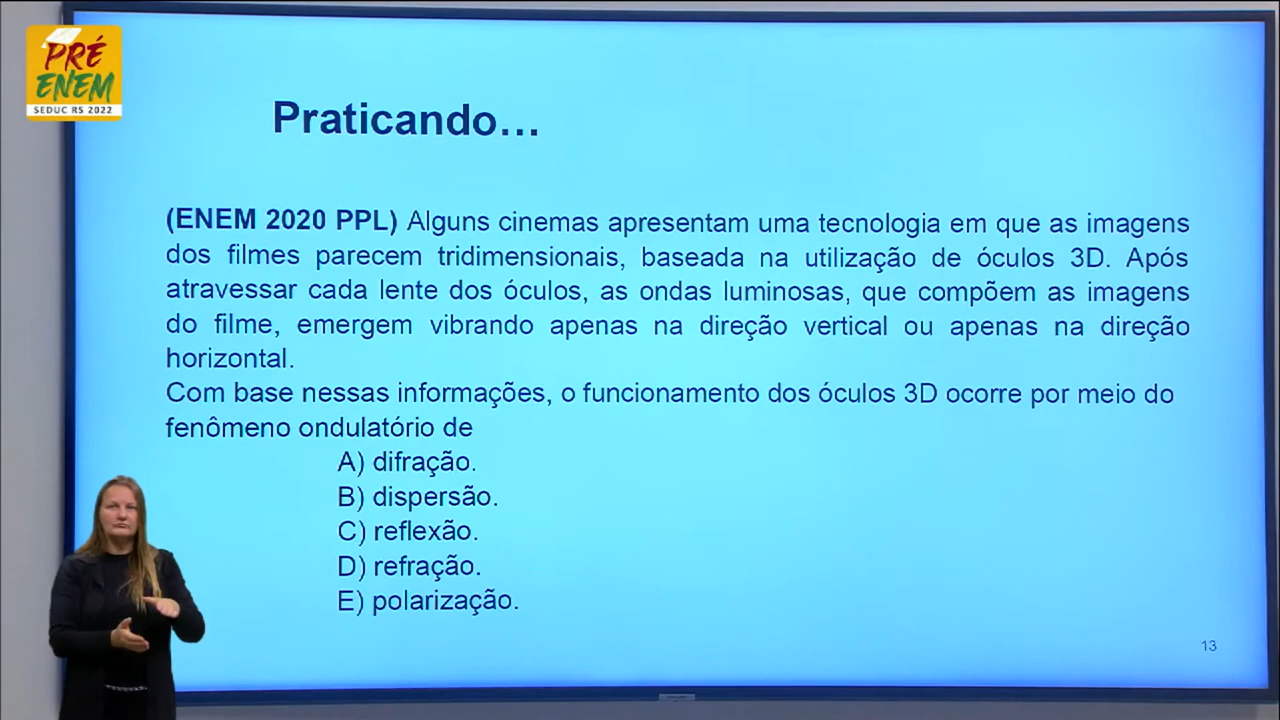 PRÉ
ENEM
SEDUC RS 2022
Praticando...
(ENEM 2020 PPL) Alguns cinemas apresentam uma tecnologia em que as imagens
dos filmes parecem tridimensionais, baseada na utilização de óculos 3D. Após
atravessar cada lente dos óculos, as ondas luminosas, que compõem as imagens
do filme, emergem vibrando apenas na direção vertical ou apenas na direção
horizontal.
Com base nessas informações, o funcionamento dos óculos 3D ocorre por meio do
fenômeno ondulatório de
A) difração.
B) dispersão.
C) reflexão.
D) refração.
E) polarização.
13